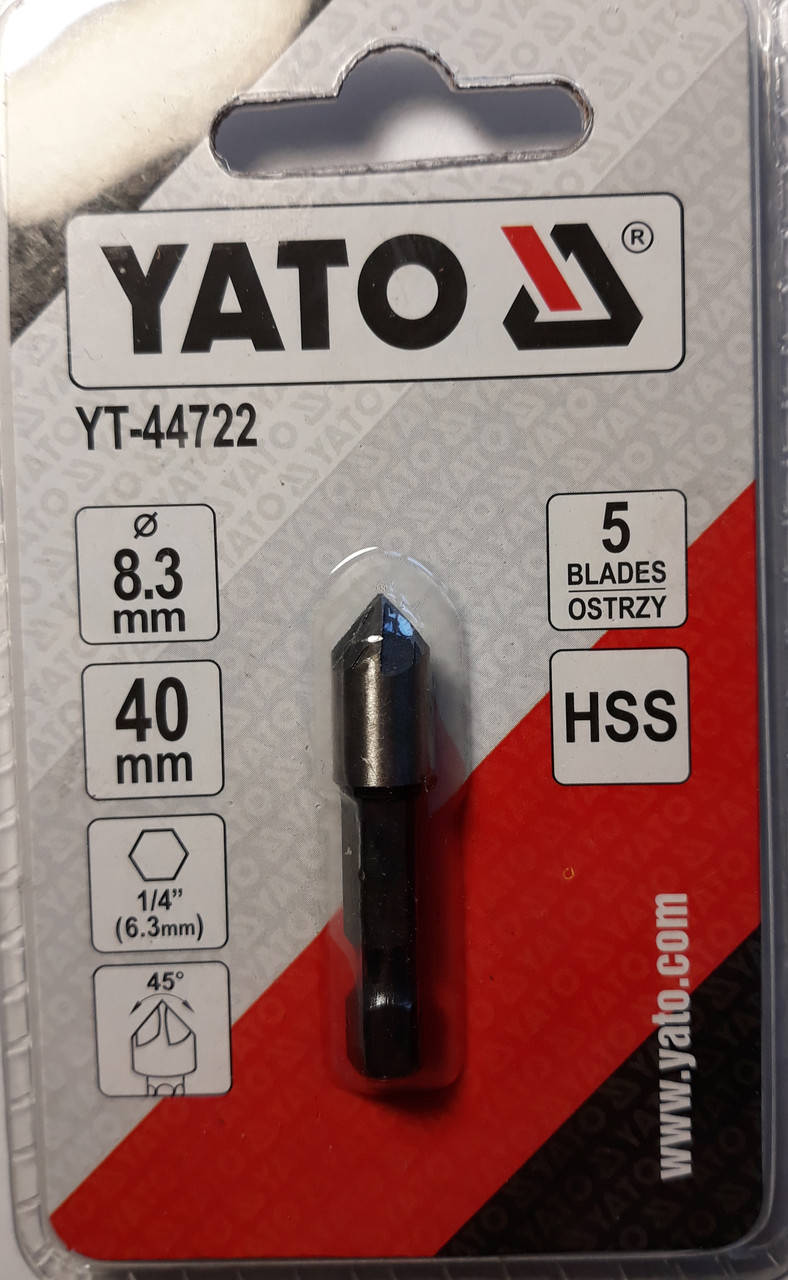 YATO ®
YT-44722
Ø
8.3
mm
40
mm
1/4”
(6.3mm)
45°
5
BLADES
OSTRZY
HSS
www.yato.com